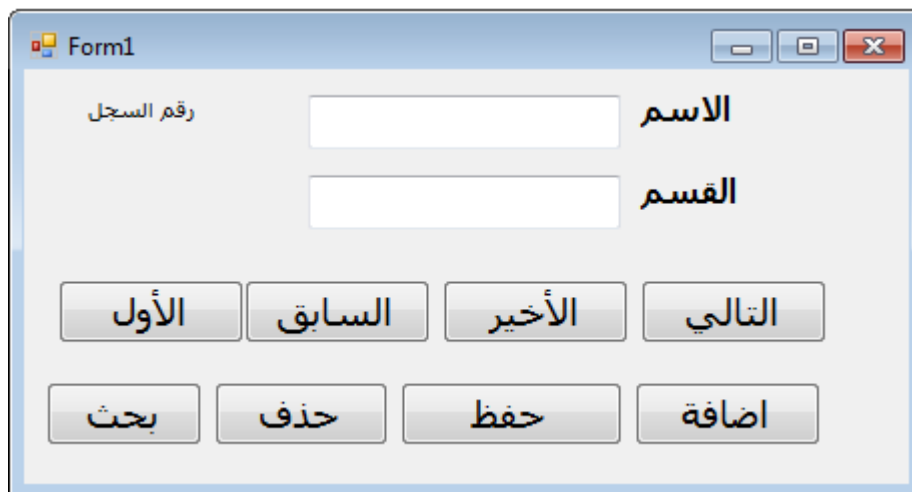 Form1
الاسم
رقم السجل
القسم
التالي
الأخير
السابق
الأول
اضافة
حفظ
حذف
بحث